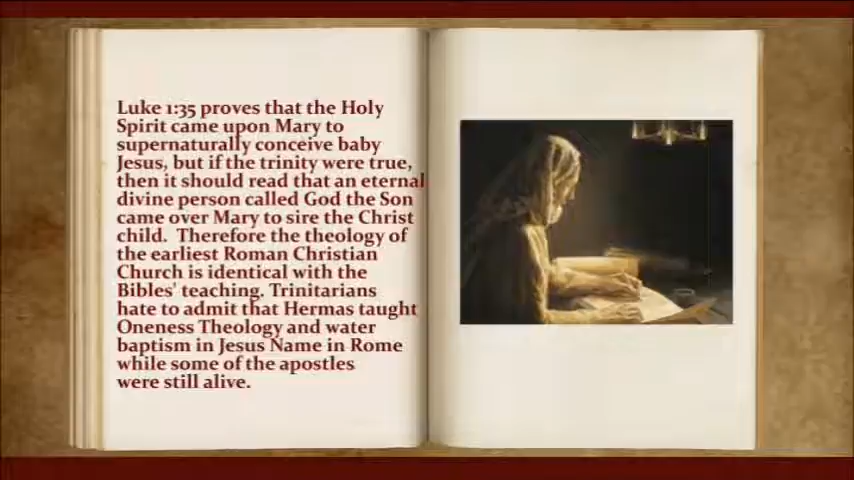 Luke 1:35 proves that the Holy
Spirit came upon Mary to
supernaturally conceive baby
Jesus, but if the trinity were true,
then it should read that an eternal
divine person called God the Son
came over Mary to sire the Christ
child.  Therefore the theology of
the earliest Roman Christian
Church is identical with the
Bibles' teaching. Trinitarians
hate to admit that Hermas taught
Oneness Theology and water
baptism in Jesus Name in Rome
while some of the apostles
were still alive.